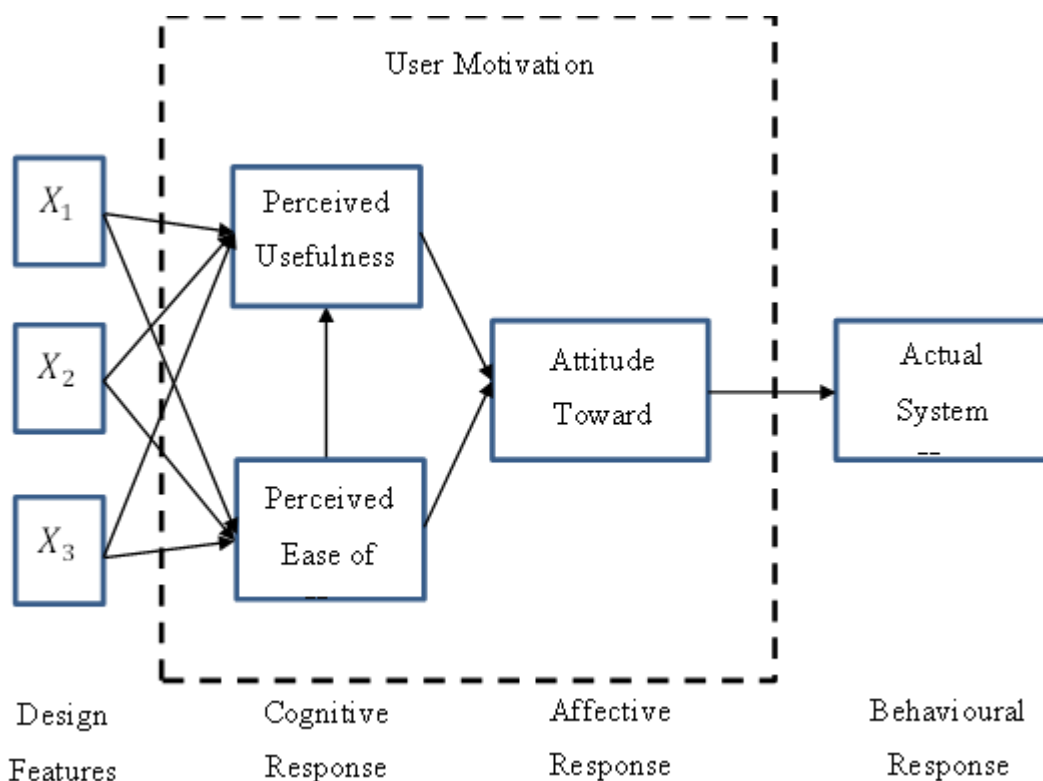 User Motivation
X₁
Perceived
Usefulness
X₂
Attitude
Toward
Actual
System
X₃
Perceived
Ease of
Design
Features
Cognitive
Response
Affective
Response
Behavioural
Response